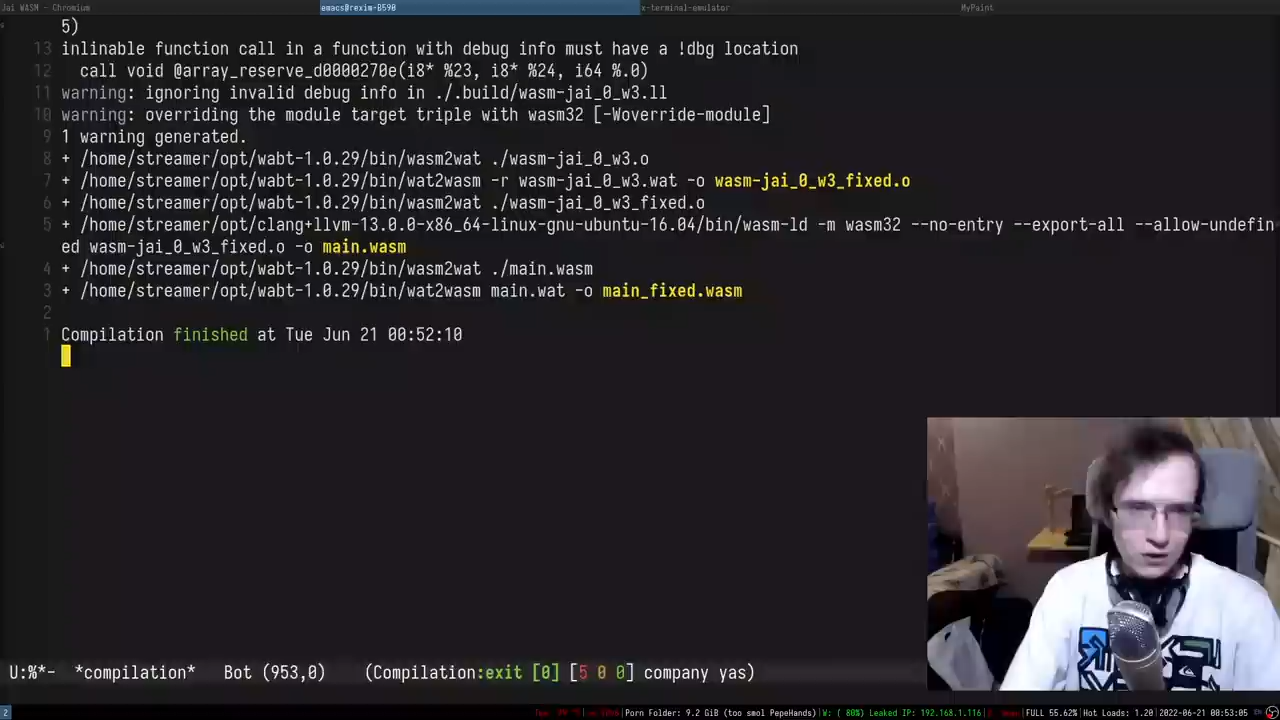 Jai WASM - Chromium
emacs@rexim-B590
x-terminal-emulator
MyPaint
5)
13 inlinable function call in a function with debug info must have a !dbg location
12 call void @array_reserve_d0000270e(i8* %23, i8* %24, i64 %.0)
11 warning: ignoring invalid debug info in ./.build/wasm-jai_0_w3.ll
10 warning: overriding the module target triple with wasm32 [-Woverride-module]
9 1 warning generated.
8 + /home/streamer/opt/wabt-1.0.29/bin/wasm2wat ./wasm-jai_0_w3.o
7 + /home/streamer/opt/wabt-1.0.29/bin/wat2wasm -r wasm-jai_0_w3.wat -o wasm-jai_0_w3_fixed.o
6 + /home/streamer/opt/wabt-1.0.29/bin/wasm2wat ./wasm-jai_0_w3_fixed.o
5 + /home/streamer/opt/clang+llvm-13.0.0-x86_64-linux-gnu-ubuntu-16.04/bin/wasm-ld -m wasm32 --no-entry --export-all --allow-undefin
ed wasm-jai_0_w3_fixed.o -o main.wasm
4 + /home/streamer/opt/wabt-1.0.29/bin/wasm2wat ./main.wasm
3 + /home/streamer/opt/wabt-1.0.29/bin/wat2wasm main.wat -o main_fixed.wasm
2
1 Compilation finished at Tue Jun 21 00:52:10
U:%*- *compilation* Bot (953,0) (Compilation:exit [0] [5 0 0] company yas)
2 Porn Folder: 9.2 GiB (too smol PepeHands) W: ( 80%) Leaked IP: 192.168.1.116 FULL 55.62% Hot Loads: 1.20 2022-06-21 00:53:05 EN